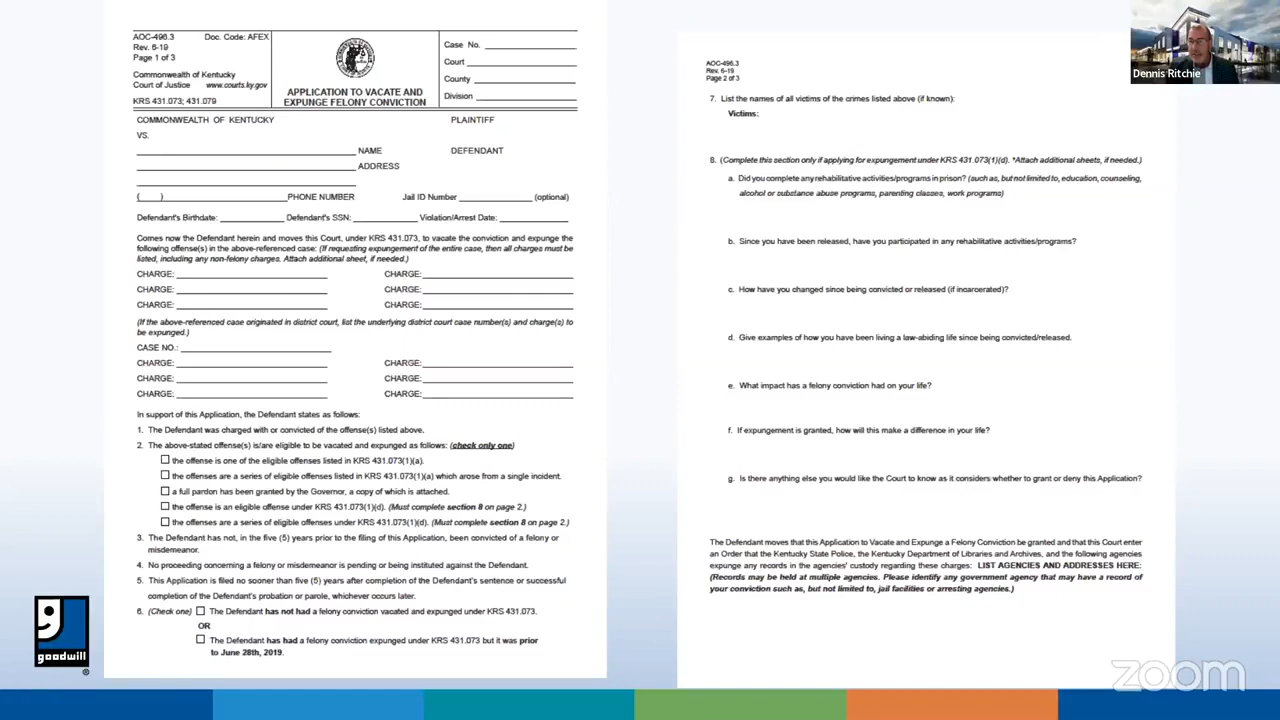 AOC-496.3 Doc. Code: AFEX
Rev. 6-19
Page 1 of 3
Commonwealth of Kentucky
Court of Justice www.courts.ky.gov
KRS 431.073; 431.079
APPLICATION TO VACATE AND
EXPUNGE FELONY CONVICTION
Case No.
Court
County
Division
COMMONWEALTH OF KENTUCKY PLAINTIFF
VS.
NAME DEFENDANT
ADDRESS
( ) PHONE NUMBER Jail ID Number (optional)
Defendant's Birthdate: Defendant's SSN: Violation/Arrest Date:
Comes now the Defendant herein and moves this Court, under KRS 431.073, to vacate the conviction and expunge the
following offense(s) in the above-referenced case: (If requesting expungement of the entire case, then all charges must be
listed, including any non-felony charges. Attach additional sheet, if needed.)
CHARGE: CHARGE:
CHARGE: CHARGE:
CHARGE: CHARGE:
(If the above-referenced case originated in district court, list the underlying district court case number(s) and charge(s) to
be expunged.)
CASE NO.:
CHARGE: CHARGE:
CHARGE: CHARGE:
CHARGE: CHARGE:
In support of this Application, the Defendant states as follows:
1. The Defendant was charged with or convicted of the offense(s) listed above.
2. The above-stated offense(s) is/are eligible to be vacated and expunged as follows: (check only one)
the offense is one of the eligible offenses listed in KRS 431.073(1)(a).
the offenses are a series of eligible offenses listed in KRS 431.073(1)(a) which arose from a single incident.
a full pardon has been granted by the Governor, a copy of which is attached.
the offense is an eligible offense under KRS 431.073(1)(d). (Must complete section 8 on page 2.)
the offenses are a series of eligible offenses under KRS 431.073(1)(d). (Must complete section 8 on page 2.)
3. The Defendant has not, in the five (5) years prior to the filing of this Application, been convicted of a felony or
misdemeanor.
4. No proceeding concerning a felony or misdemeanor is pending or being instituted against the Defendant.
5. This Application is filed no sooner than five (5) years after completion of the Defendant's sentence or successful
completion of the Defendant's probation or parole, whichever occurs later.
6. (Check one) The Defendant has not had a felony conviction vacated and expunged under KRS 431.073.
OR
The Defendant has had a felony conviction expunged under KRS 431.073 but it was prior
to June 28th, 2019.
AOC-496.3
Rev. 6-19
Page 2 of 3
7. List the names of all victims of the crimes listed above (if known):
Victims:
8. (Complete this section only if applying for expungement under KRS 431.073(1)(d). *Attach additional sheets, if needed.)
a. Did you complete any rehabilitative activities/programs in prison? (such as, but not limited to, education, counseling,
alcohol or substance abuse programs, parenting classes, work programs)
b. Since you have been released, have you participated in any rehabilitative activities/programs?
c. How have you changed since being convicted or released (if incarcerated)?
d. Give examples of how you have been living a law-abiding life since being convicted/released.
e. What impact has a felony conviction had on your life?
f. If expungement is granted, how will this make a difference in your life?
g. Is there anything else you would like the Court to know as it considers whether to grant or deny this Application?
The Defendant moves that this Application to Vacate and Expunge a Felony Conviction be granted and that this Court enter
an Order that the Kentucky State Police, the Kentucky Department of Libraries and Archives, and the following agencies
expunge any records in the agencies' custody regarding these charges: LIST AGENCIES AND ADDRESSES HERE:
(Records may be held at multiple agencies. Please identify any government agency that may have a record of
your conviction such as, but not limited to, jail facilities or arresting agencies.)
Dennis Ritchie
goodwill
®
zoom